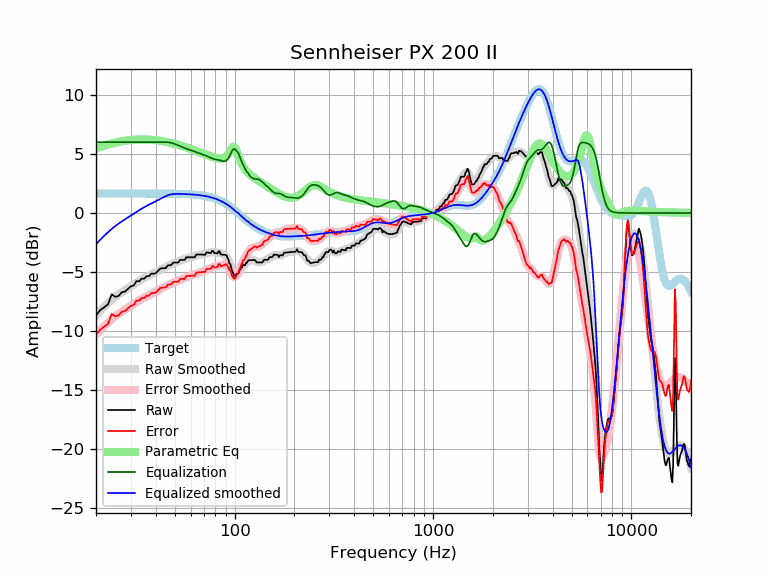 Sennheiser PX 200 II
Amplitude (dBr)
10
5
0
−5
−10
−15
−20
−25
Target
Raw Smoothed
Error Smoothed
Raw
Error
Parametric Eq
Equalization
Equalized smoothed
100
1000
10000
Frequency (Hz)